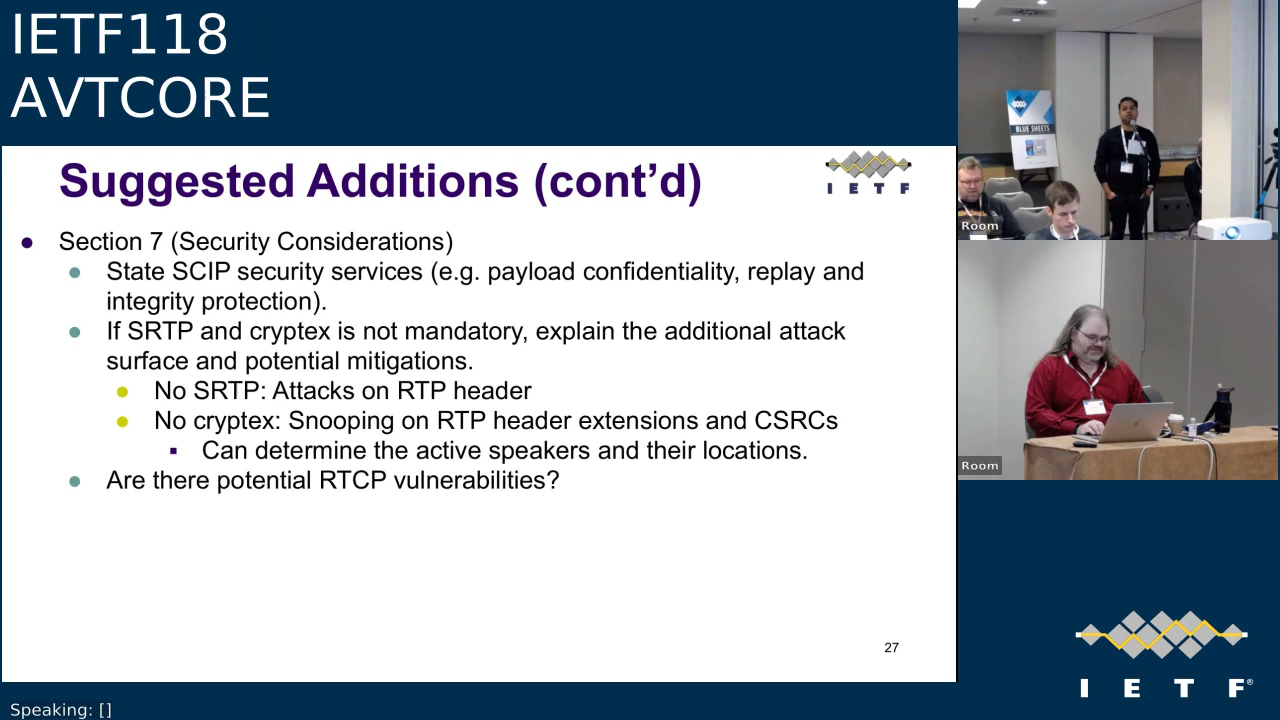 IETF118
AVTCORE
Suggested Additions (cont’d)
I E T F
● Section 7 (Security Considerations)
● State SCIP security services (e.g. payload confidentiality, replay and
integrity protection).
● If SRTP and cryptex is not mandatory, explain the additional attack
surface and potential mitigations.
● No SRTP: Attacks on RTP header
● No cryptex: Snooping on RTP header extensions and CSRCs
▪ Can determine the active speakers and their locations.
● Are there potential RTCP vulnerabilities?
27
Speaking: []
BLUE SHEETS
Room
Room
I E T F®